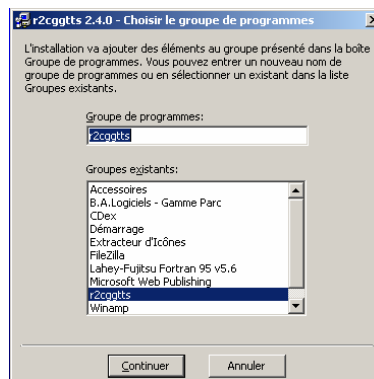 r2cggtts 2.4.0 - Choisir le groupe de programmes
L'installation va ajouter des éléments au groupe présenté dans la boîte
Groupe de programmes. Vous pouvez entrer un nouveau nom de
groupe de programmes ou en sélectionner un existant dans la liste
Groupes existants.
Groupe de programmes:
r2cggtts
Groupes existants:
Accessoires
B.A.Logiciels - Gamme Parc
CDex
Démarrage
Extracteur d'Icônes
FileZilla
Lahey-Fujitsu Fortran 95 v5.6
Microsoft Web Publishing
r2cggtts
Winamp
Continuer
Annuler